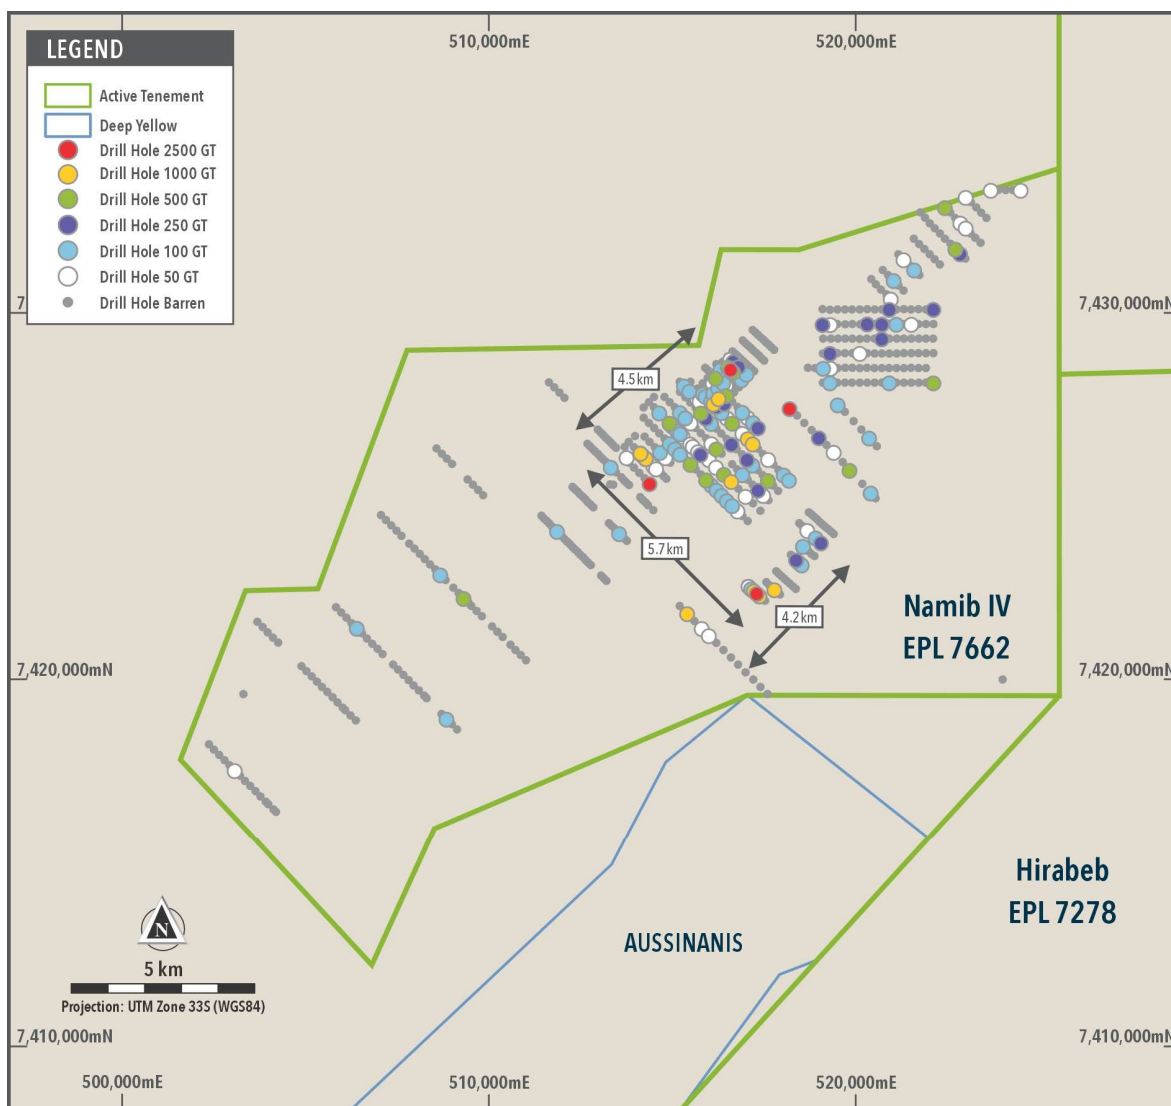 510,000mE
520,000mE
LEGEND
Active Tenement
Deep Yellow
Drill Hole 2500 GT
Drill Hole 1000 GT
Drill Hole 500 GT
Drill Hole 250 GT
Drill Hole 100 GT
Drill Hole 50 GT
Drill Hole Barren
7
7,430,000mN
4.5km
5.7km
4.2km
Namib IV
EPL 7662
7,420,000mN
7,420,000mN
Hirabeb
EPL 7278
AUSSINANIS
N
5 km
Projection: UTM Zone 33S (WGS84)
7,410,000mN
7,410,000mN
500,000mE
510,000mE
520,000mE